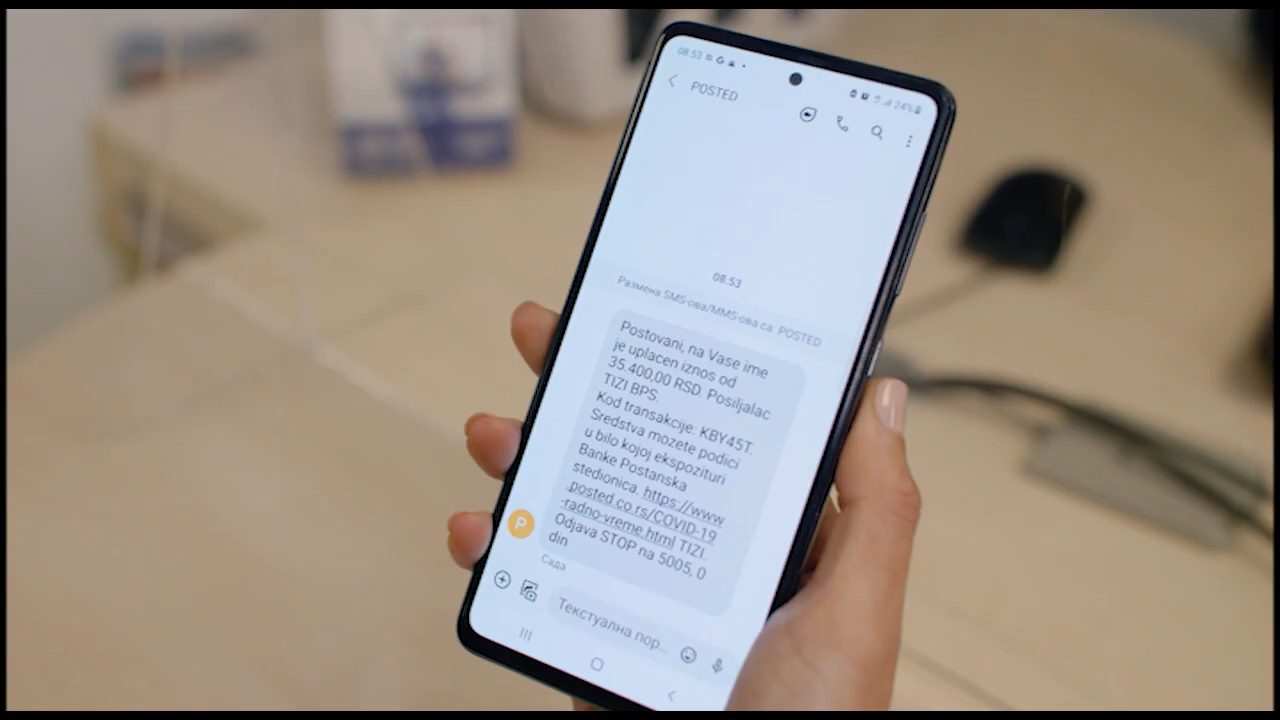 08.53
24%
POSTED
08.53
Размена SMS-ова/MMS-ова са: POSTED
Postovani, na Vase ime
je uplacen iznos od
35.400,00 RSD. Posiljalac
TIZI BPS.
Kod transakcije: KBY45T.
Sredstva mozete podici
u bilo kojoj ekspozituri
Banke Postanska
stedionica. https://www
.posted.co.rs/COVID-19
-radno-vreme.html TIZI.
Odjava STOP na 5005, 0
din
P
Сада
Текстуална пор...